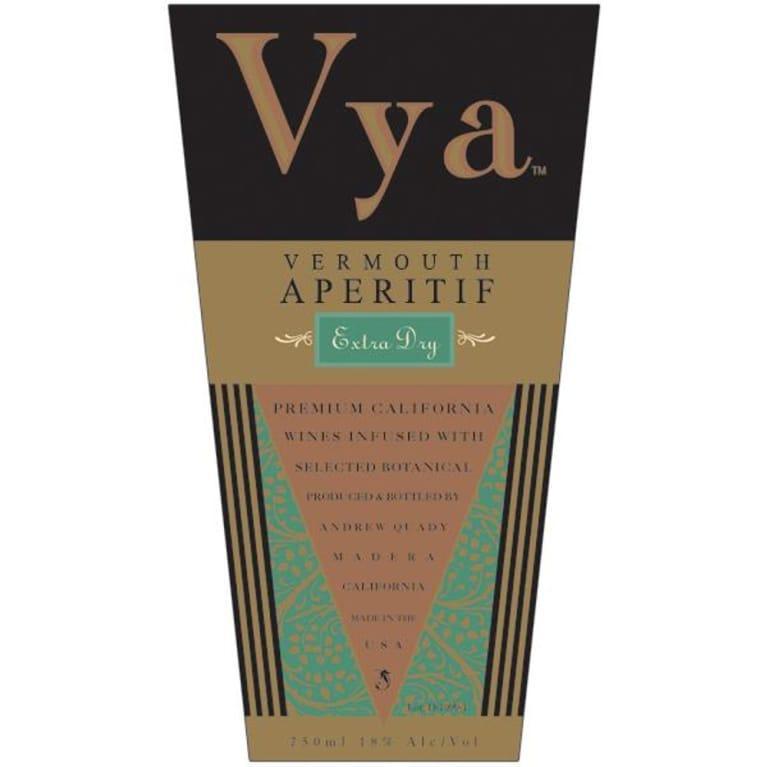 Vya™
VERMOUTH
APERITIF
Extra Dry
PREMIUM CALIFORNIA
WINES INFUSED WITH
SELECTED BOTANICAL
PRODUCED & BOTTLED BY
ANDREW QUADY
MADERA
CALIFORNIA
MADE IN THE
USA
750ml 18% Alc/Vol